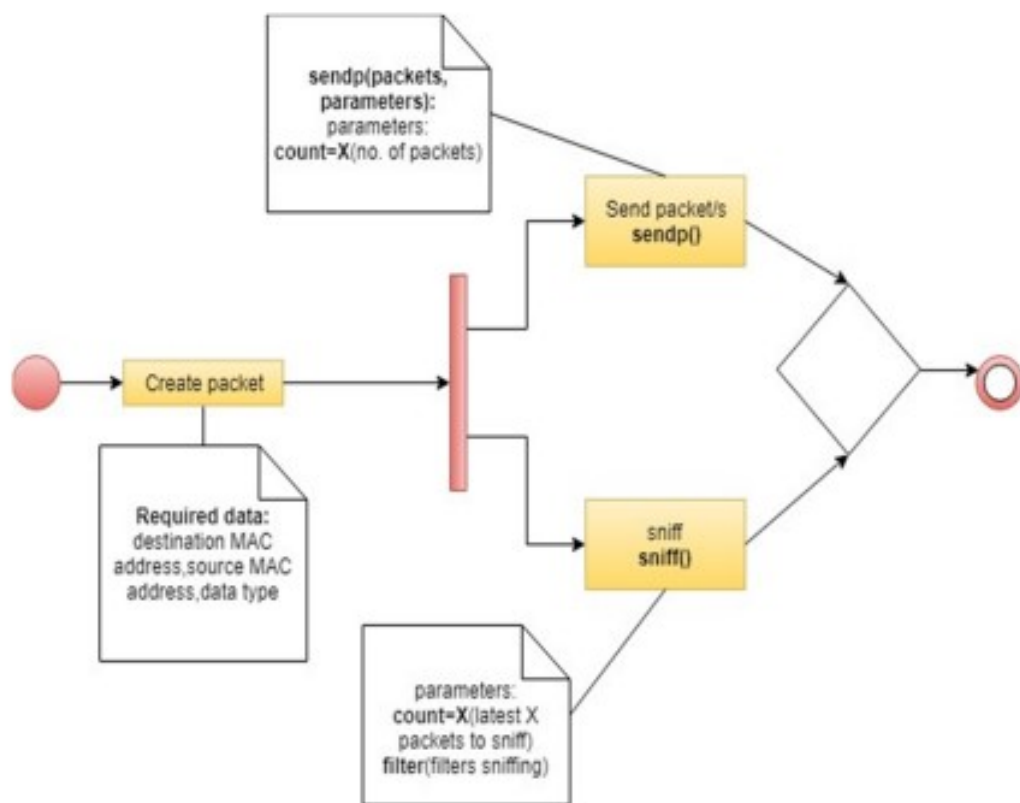 sendp(packets,
parameters):
parameters:
count=X(no. of packets)
Send packet/s
sendp()
Create packet
Required data:
destination MAC
address,source MAC
address,data type
sniff
sniff()
parameters:
count=X(latest X
packets to sniff)
filter(filters sniffing)